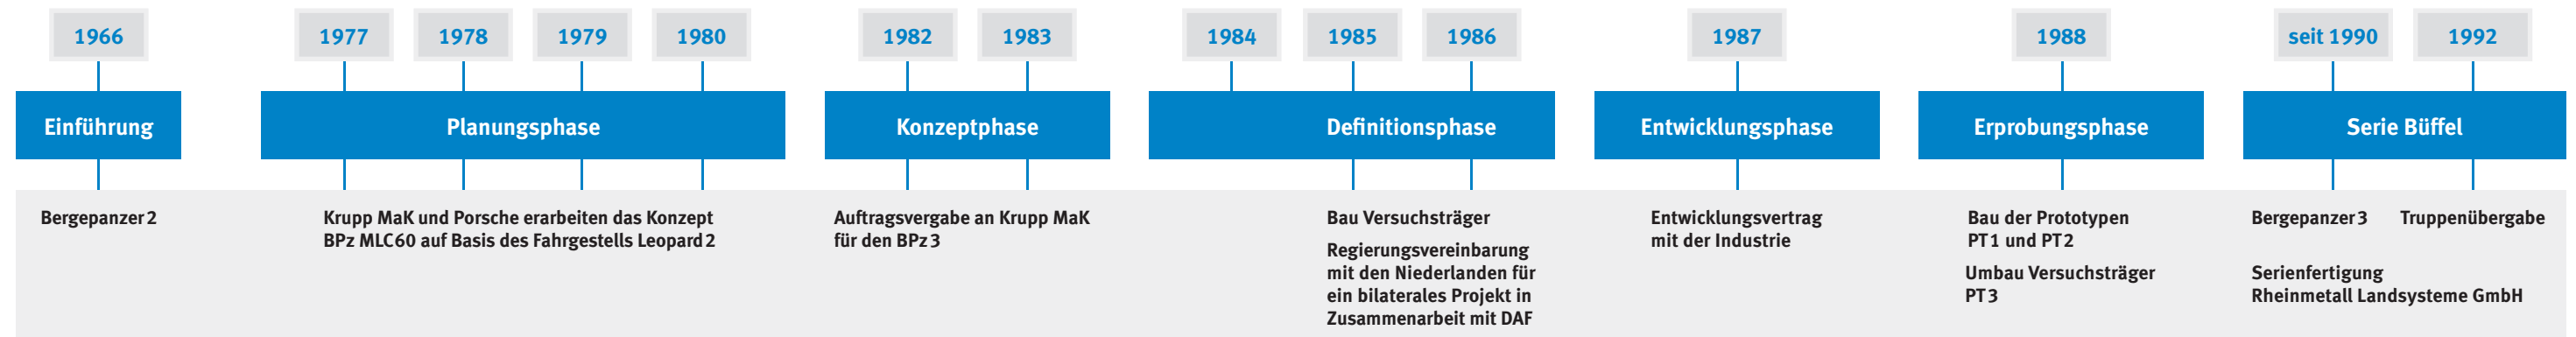 1966
1977
1978
1979
1980
1982
1983
1984
1985
1986
1987
1988
seit 1990
1992
Einführung
Planungsphase
Konzeptphase
Definitionsphase
Entwicklungsphase
Erprobungsphase
Serie Büffel
Bergepanzer 2
Krupp MaK und Porsche erarbeiten das Konzept
BPz MLC60 auf Basis des Fahrgestells Leopard 2
Auftragsvergabe an Krupp MaK
für den BPz 3
Bau Versuchsträger
Regierungsvereinbarung
mit den Niederlanden für
ein bilaterales Projekt in
Zusammenarbeit mit DAF
Entwicklungsvertrag
mit der Industrie
Bau der Prototypen
PT 1 und PT 2
Umbau Versuchsträger
PT 3
Bergepanzer 3
Truppenübergabe
Serienfertigung
Rheinmetall Landsysteme GmbH